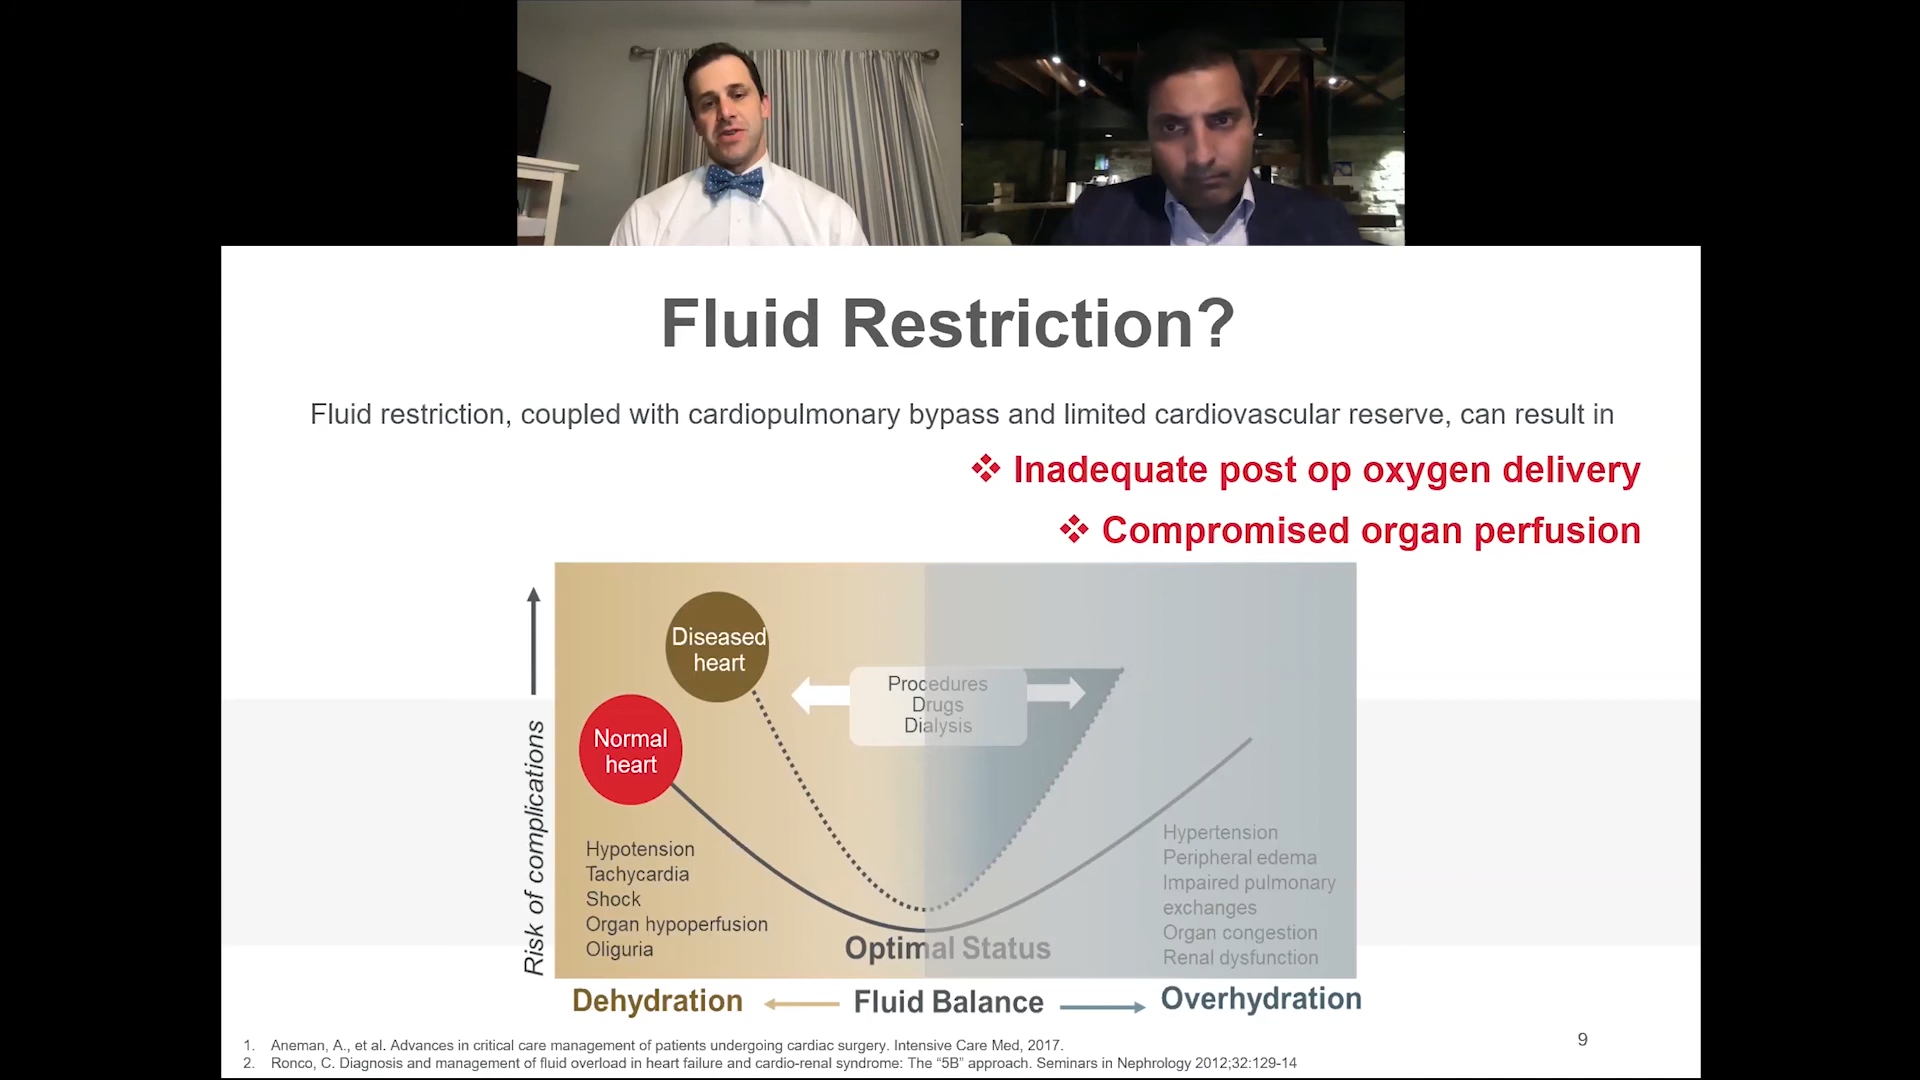 Fluid Restriction?
Fluid restriction, coupled with cardiopulmonary bypass and limited cardiovascular reserve, can result in
❖ Inadequate post op oxygen delivery
❖ Compromised organ perfusion
Risk of complications
Diseased
heart
Normal
heart
Procedures
Drugs
Dialysis
Hypotension
Tachycardia
Shock
Organ hypoperfusion
Oliguria
Optimal Status
Hypertension
Peripheral edema
Impaired pulmonary
exchanges
Organ congestion
Renal dysfunction
Dehydration
Fluid Balance
Overhydration
1. Aneman, A., et al. Advances in critical care management of patients undergoing cardiac surgery. Intensive Care Med, 2017.
2. Ronco, C. Diagnosis and management of fluid overload in heart failure and cardio-renal syndrome: The “5B” approach. Seminars in Nephrology 2012;32:129-14
9